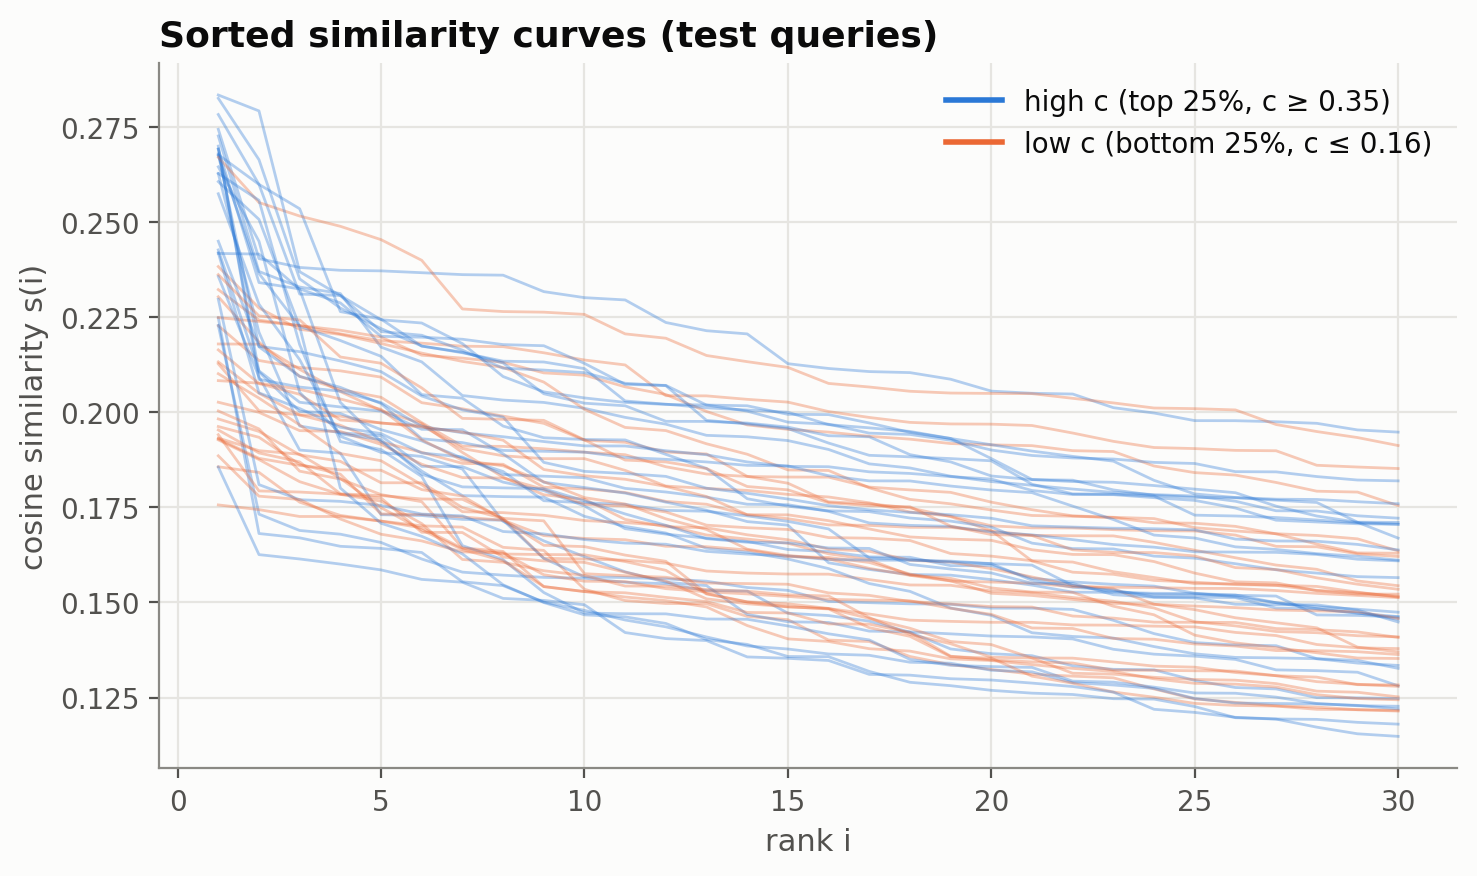 Sorted similarity curves (test queries)
high c (top 25%, c ≥ 0.35)
low c (bottom 25%, c ≤ 0.16)
cosine similarity s(i)
0.275
0.250
0.225
0.200
0.175
0.150
0.125
0 5 10 15 20 25 30
rank i